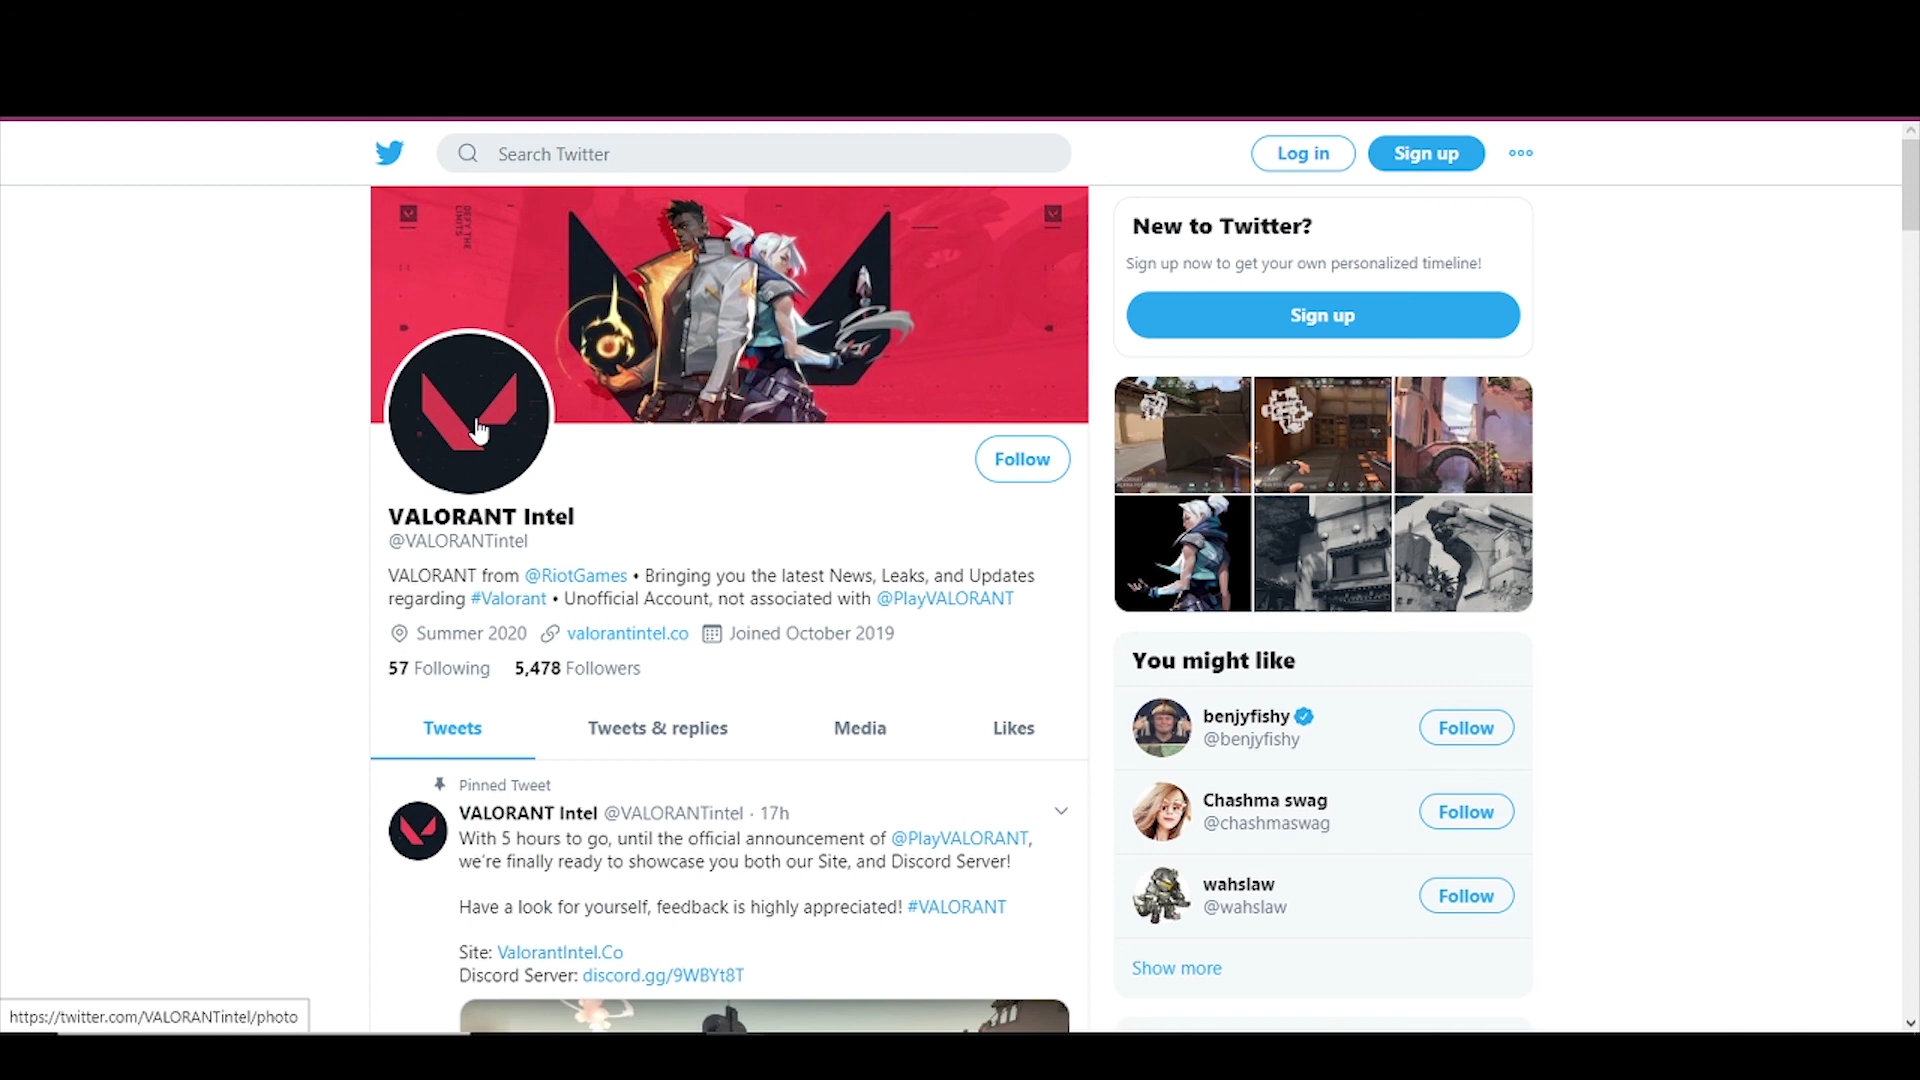 Search Twitter
Log in
Sign up
DEFY THE
LIMITS
New to Twitter?
Sign up now to get your own personalized timeline!
Sign up
Follow
VALORANT Intel
@VALORANTintel
VALORANT from @RiotGames • Bringing you the latest News, Leaks, and Updates
regarding #Valorant • Unofficial Account, not associated with @PlayVALORANT
Summer 2020 valorantintel.co Joined October 2019
57 Following 5,478 Followers
Tweets Tweets & replies Media Likes
Pinned Tweet
VALORANT Intel @VALORANTintel · 17h
With 5 hours to go, until the official announcement of @PlayVALORANT,
we're finally ready to showcase you both our Site, and Discord Server!
Have a look for yourself, feedback is highly appreciated! #VALORANT
Site: ValorantIntel.Co
Discord Server: discord.gg/9WBYt8T
You might like
benjyfishy
@benjyfishy
Follow
Chashma swag
@chashmaswag
Follow
wahslaw
@wahslaw
Follow
Show more
https://twitter.com/VALORANTintel/photo